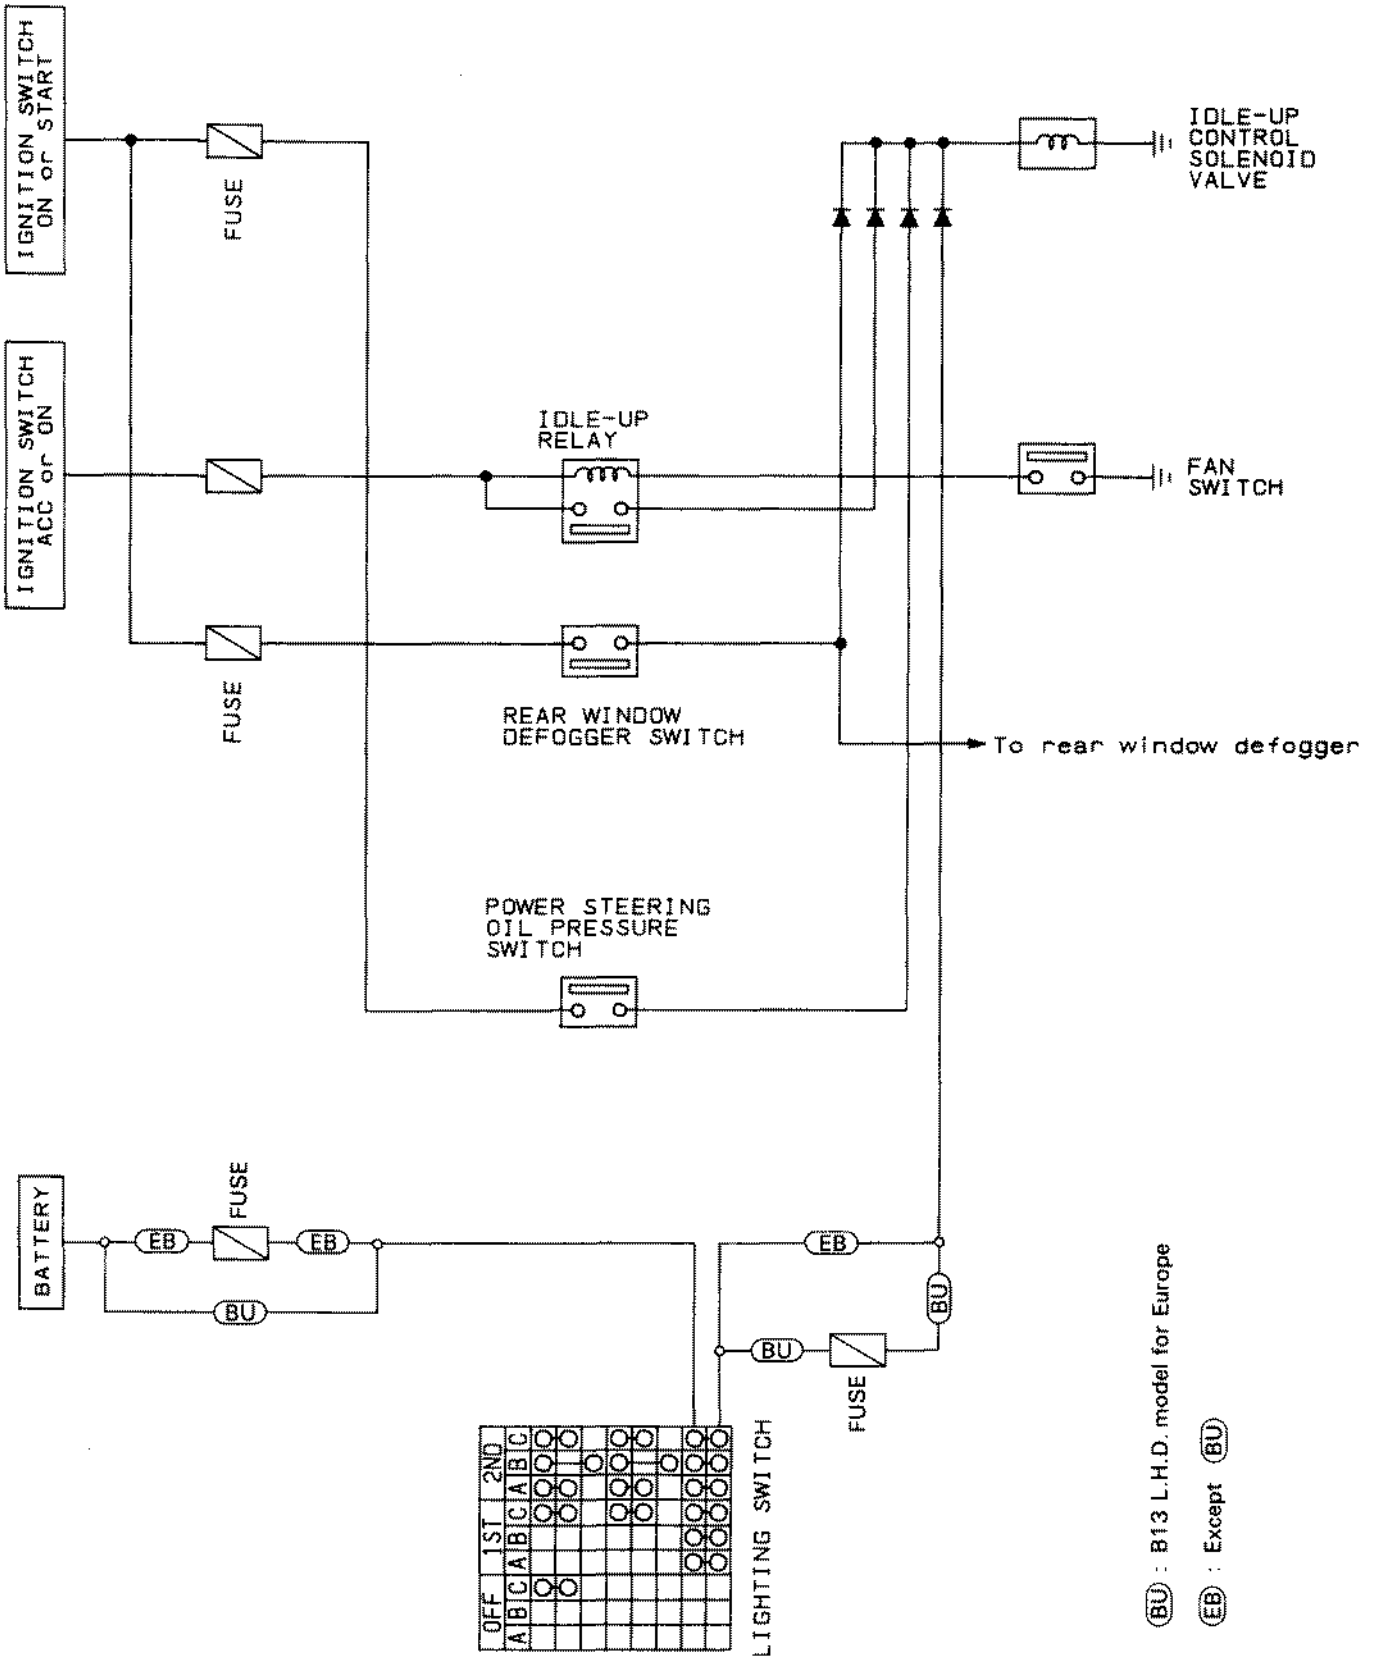 IGNITION SWITCH
ON or START
FUSE
IDLE-UP
CONTROL
SOLENOID
VALVE
IGNITION SWITCH
ACC or ON
IDLE-UP
RELAY
FAN
SWITCH
FUSE
REAR WINDOW
DEFOGGER SWITCH
To rear window defogger
POWER STEERING
OIL PRESSURE
SWITCH
BATTERY
EB
FUSE
EB
BU
EB
BU
BU
FUSE
OFF 1ST 2ND
A B C A B C A B C
LIGHTING SWITCH
BU : B13 L.H.D. model for Europe
EB : Except BU